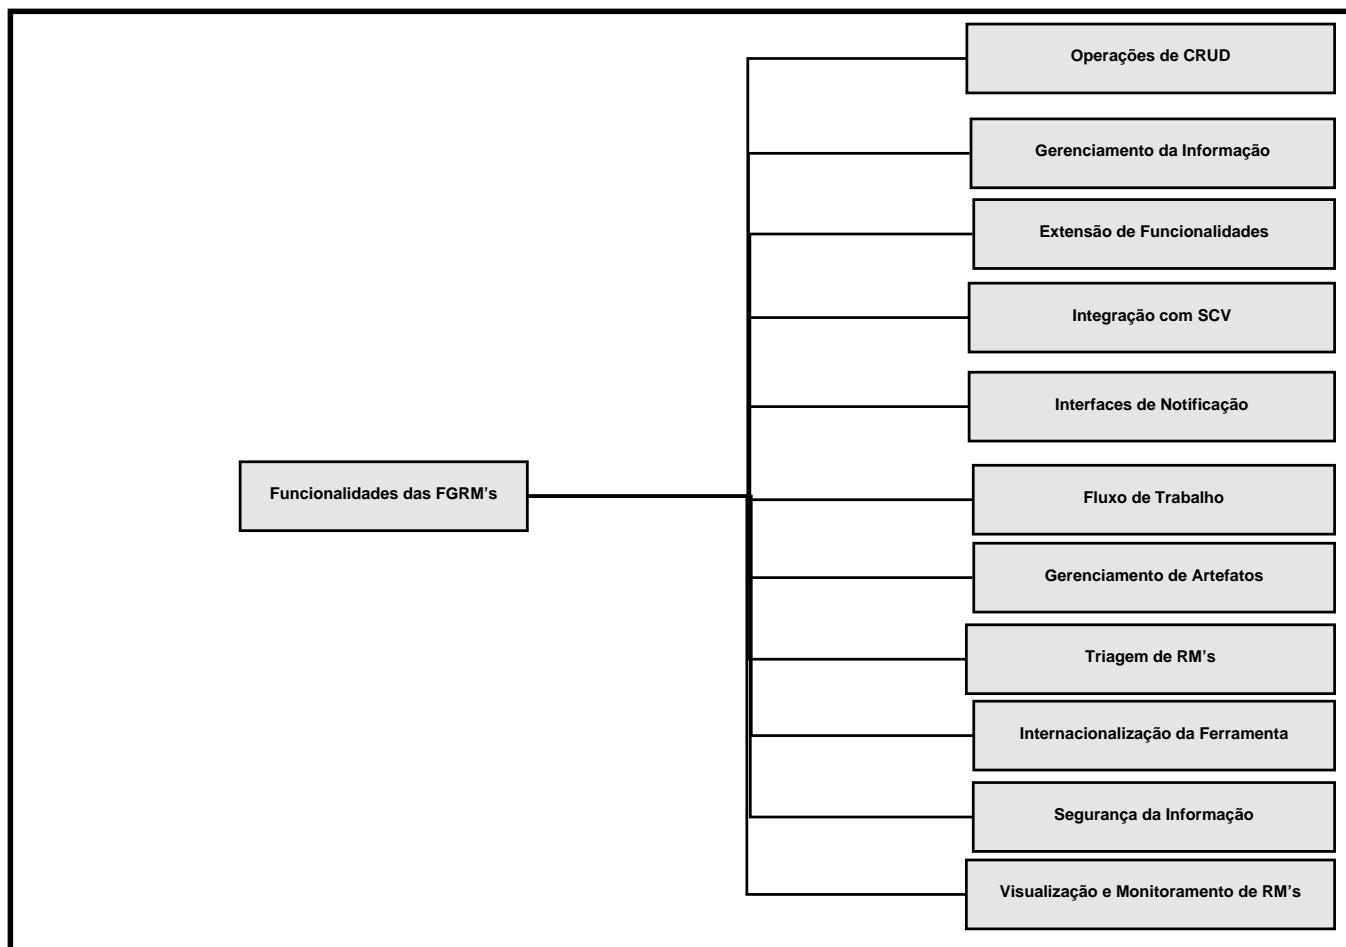 Operações de CRUD
Gerenciamento da Informação
Extensão de Funcionalidades
Integração com SCV
Interfaces de Notificação
Funcionalidades das FGRM’s
Fluxo de Trabalho
Gerenciamento de Artefatos
Triagem de RM’s
Internacionalização da Ferramenta
Segurança da Informação
Visualização e Monitoramento de RM’s